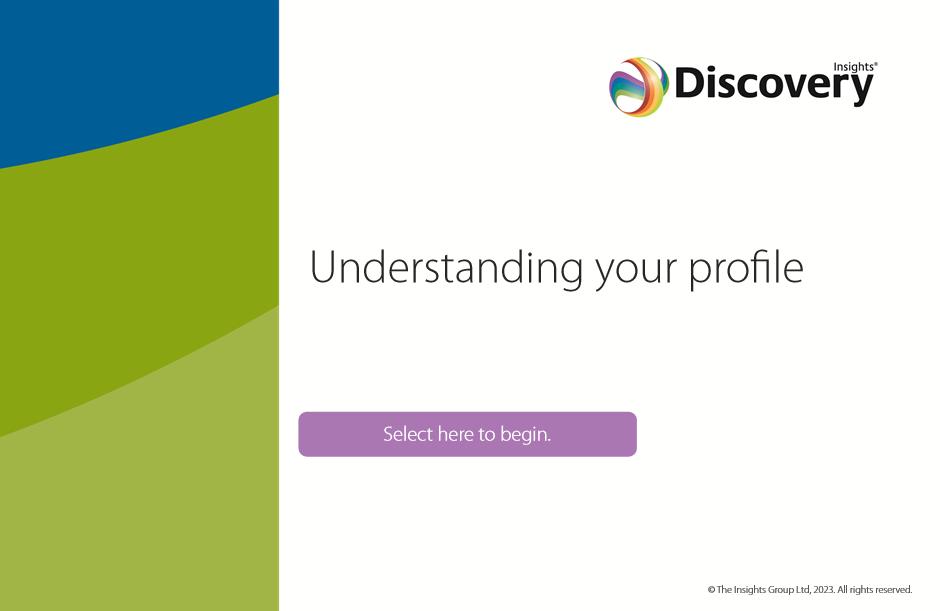 Insights®
Discovery
Understanding your profile
Select here to begin.
© The Insights Group Ltd, 2023. All rights reserved.